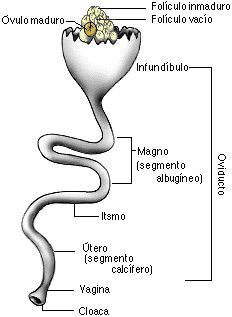 Folículo inmaduro
Óvulo maduro
Folículo vacío
Infundíbulo
Magno
(segmento
albugíneo)
Oviducto
Itsmo
Útero
(segmento
calcífero)
Vagina
Cloaca